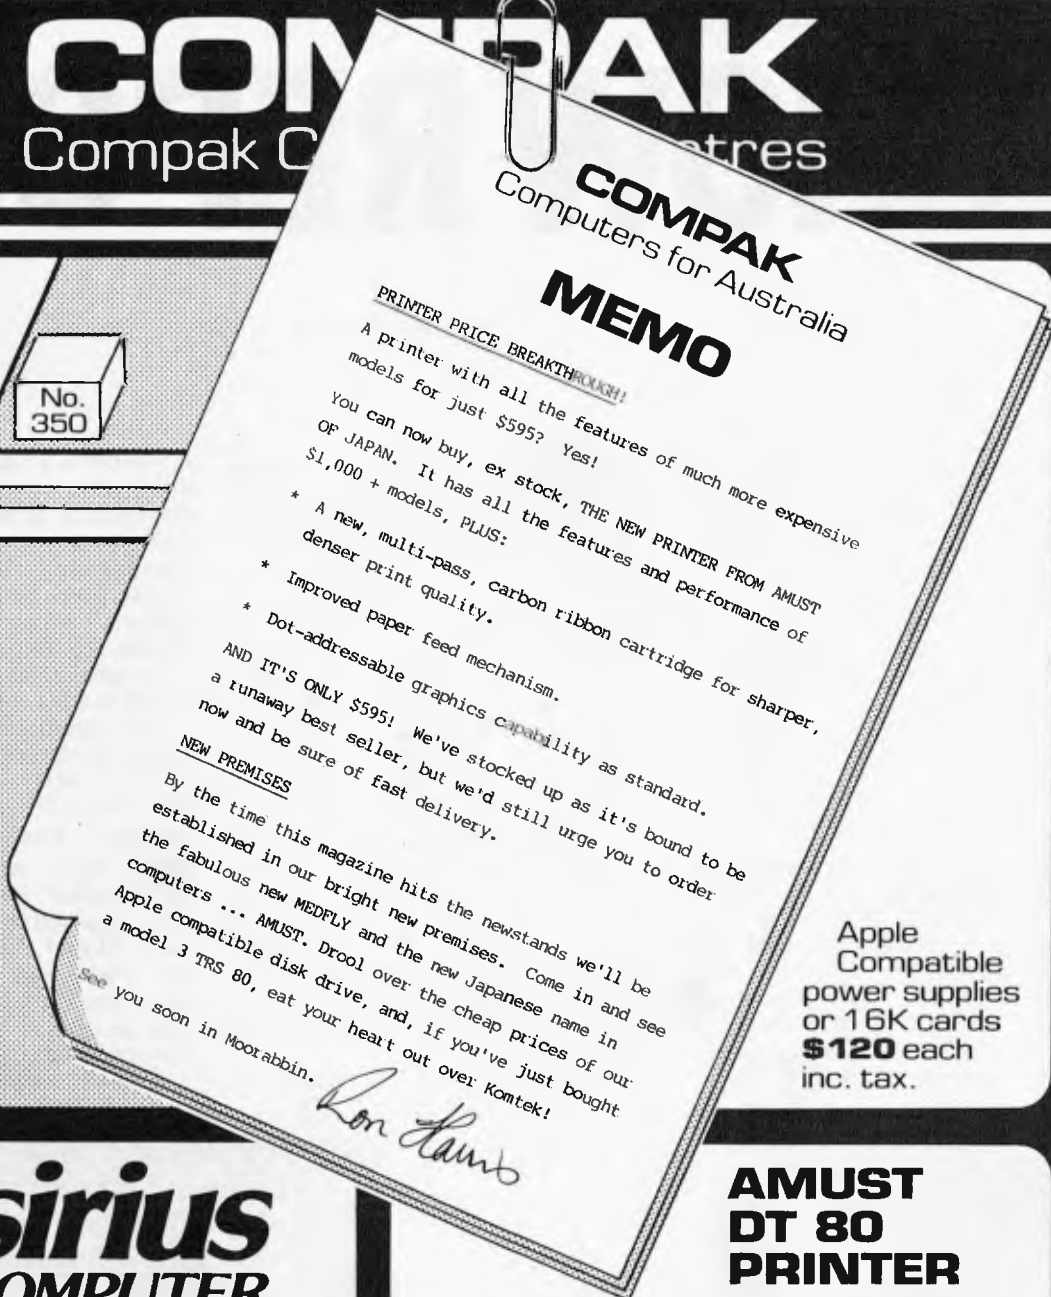 COMPAK
Compak C tres
No.
350
COMPAK
Computers for Australia
MEMO
PRINTER PRICE BREAKTHROUGH!
A printer with all the features of much more expensive
models for just $595? Yes!
You can now buy, ex stock, THE NEW PRINTER FROM AMUST
OF JAPAN. It has all the features and performance of
$1,000 + models, PLUS:
* A new, multi-pass, carbon ribbon cartridge for sharper,
denser print quality.
* Improved paper feed mechanism.
* Dot-addressable graphics capability as standard.
AND IT'S ONLY $595! We've stocked up as it's bound to be
a runaway best seller, but we'd still urge you to order
now and be sure of fast delivery.
NEW PREMISES
By the time this magazine hits the newstands we'll be
established in our bright new premises. Come in and see
the fabulous new MEDFLY and the new Japanese name in
computers ... AMUST. Drool over the cheap prices of our
Apple compatible disk drive, and, if you've just bought
a model 3 TRS 80, eat your heart out over Komtek!
See you soon in Moorabbin.
Ron Harris
Apple
Compatible
power supplies
or 16K cards
$120 each
inc. tax.
sirius
COMPUTER
AMUST
DT 80
PRINTER